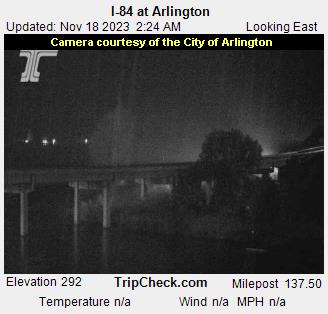 I-84 at Arlington
Updated: Nov 18 2023 2:24 AM Looking East
Camera courtesy of the City of Arlington
Elevation 292 TripCheck.com Milepost 137.50
Temperature n/a Wind n/a MPH n/a